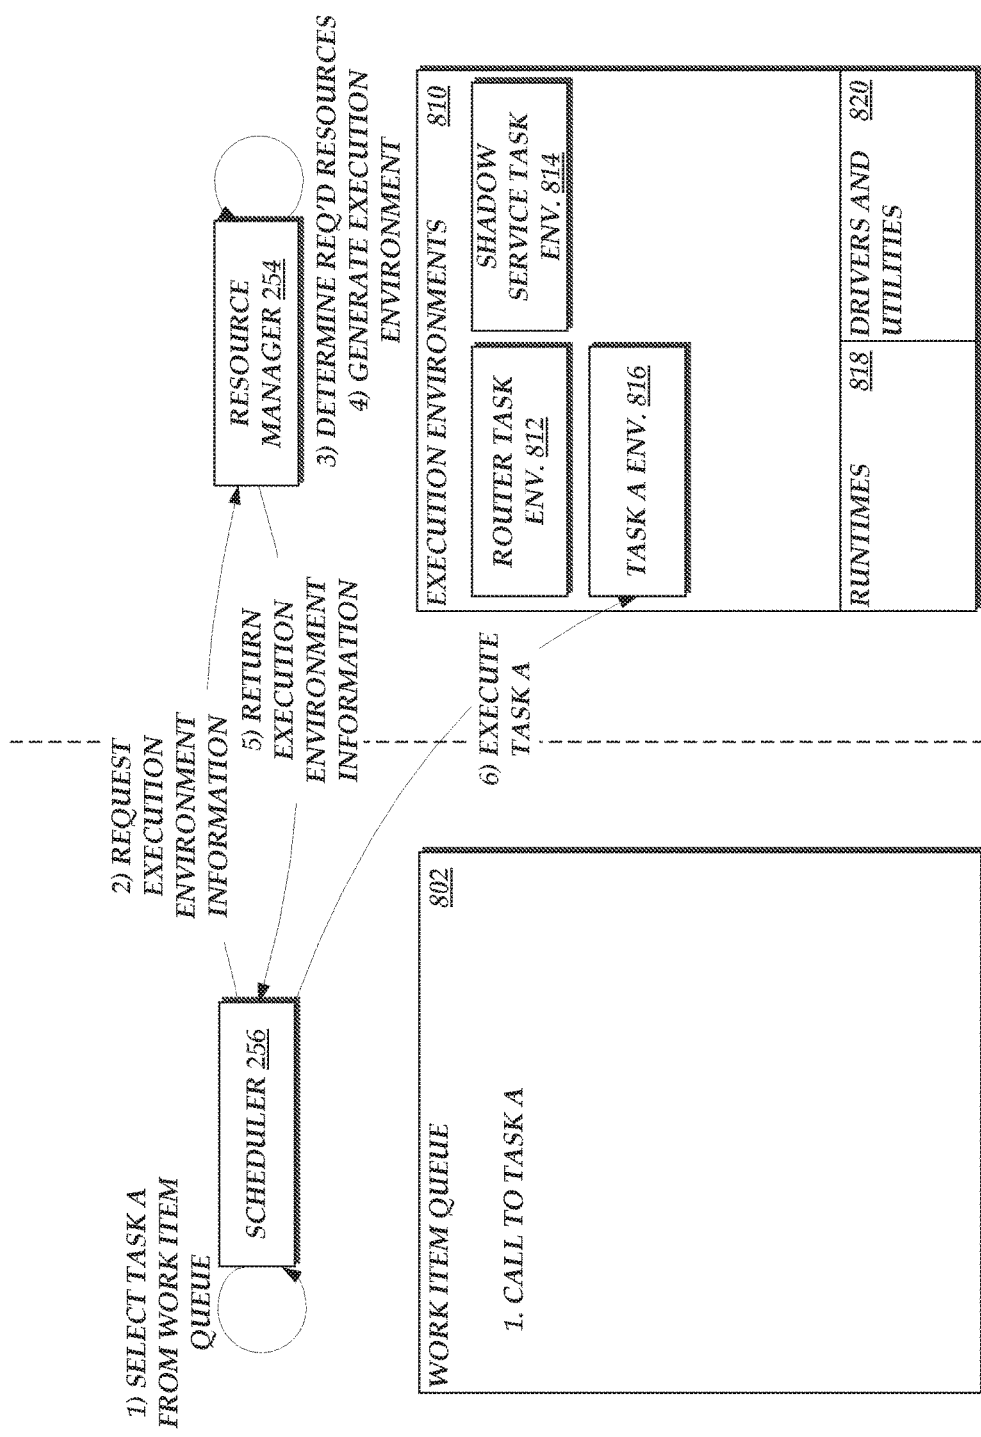 1) SELECT TASK A
FROM WORK ITEM
QUEUE
SCHEDULER 256
2) REQUEST
EXECUTION
ENVIRONMENT
INFORMATION
5) RETURN
EXECUTION
ENVIRONMENT
INFORMATION
RESOURCE
MANAGER 254
3) DETERMINE REQ'D RESOURCES
4) GENERATE EXECUTION
ENVIRONMENT
6) EXECUTE
TASK A
WORK ITEM QUEUE 802
1. CALL TO TASK A
EXECUTION ENVIRONMENTS 810
ROUTER TASK
ENV. 812
SHADOW
SERVICE TASK
ENV. 814
TASK A ENV. 816
RUNTIMES 818
DRIVERS AND 820
UTILITIES